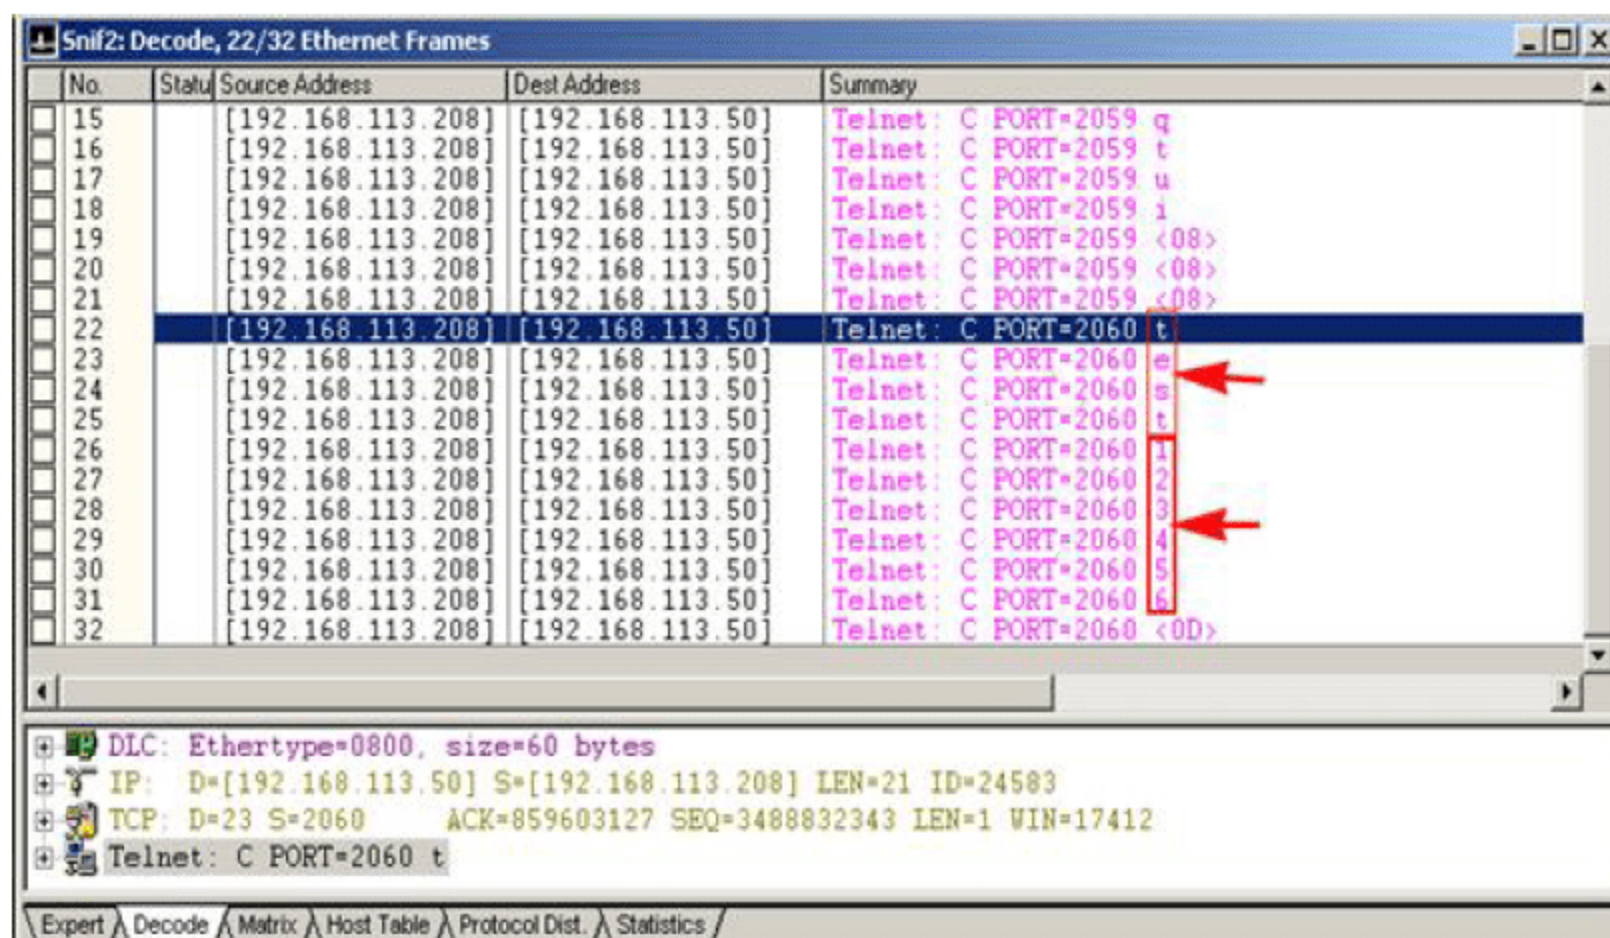 Snif2: Decode, 22/32 Ethernet Frames
No. Statu Source Address Dest Address Summary
15 [192.168.113.208] [192.168.113.50] Telnet: C PORT=2059 q
16 [192.168.113.208] [192.168.113.50] Telnet: C PORT=2059 t
17 [192.168.113.208] [192.168.113.50] Telnet: C PORT=2059 u
18 [192.168.113.208] [192.168.113.50] Telnet: C PORT=2059 i
19 [192.168.113.208] [192.168.113.50] Telnet: C PORT=2059 <08>
20 [192.168.113.208] [192.168.113.50] Telnet: C PORT=2059 <08>
21 [192.168.113.208] [192.168.113.50] Telnet: C PORT=2059 <08>
22 [192.168.113.208] [192.168.113.50] Telnet: C PORT=2060 t
23 [192.168.113.208] [192.168.113.50] Telnet: C PORT=2060 e
24 [192.168.113.208] [192.168.113.50] Telnet: C PORT=2060 s
25 [192.168.113.208] [192.168.113.50] Telnet: C PORT=2060 t
26 [192.168.113.208] [192.168.113.50] Telnet: C PORT=2060 1
27 [192.168.113.208] [192.168.113.50] Telnet: C PORT=2060 2
28 [192.168.113.208] [192.168.113.50] Telnet: C PORT=2060 3
29 [192.168.113.208] [192.168.113.50] Telnet: C PORT=2060 4
30 [192.168.113.208] [192.168.113.50] Telnet: C PORT=2060 5
31 [192.168.113.208] [192.168.113.50] Telnet: C PORT=2060 6
32 [192.168.113.208] [192.168.113.50] Telnet: C PORT=2060 <0D>
DLC: Ethertype=0800, size=60 bytes
IP: D=[192.168.113.50] S=[192.168.113.208] LEN=21 ID=24583
TCP: D=23 S=2060 ACK=859603127 SEQ=3488832343 LEN=1 WIN=17412
Telnet: C PORT=2060 t
Expert Decode Matrix Host Table Protocol Dist. Statistics